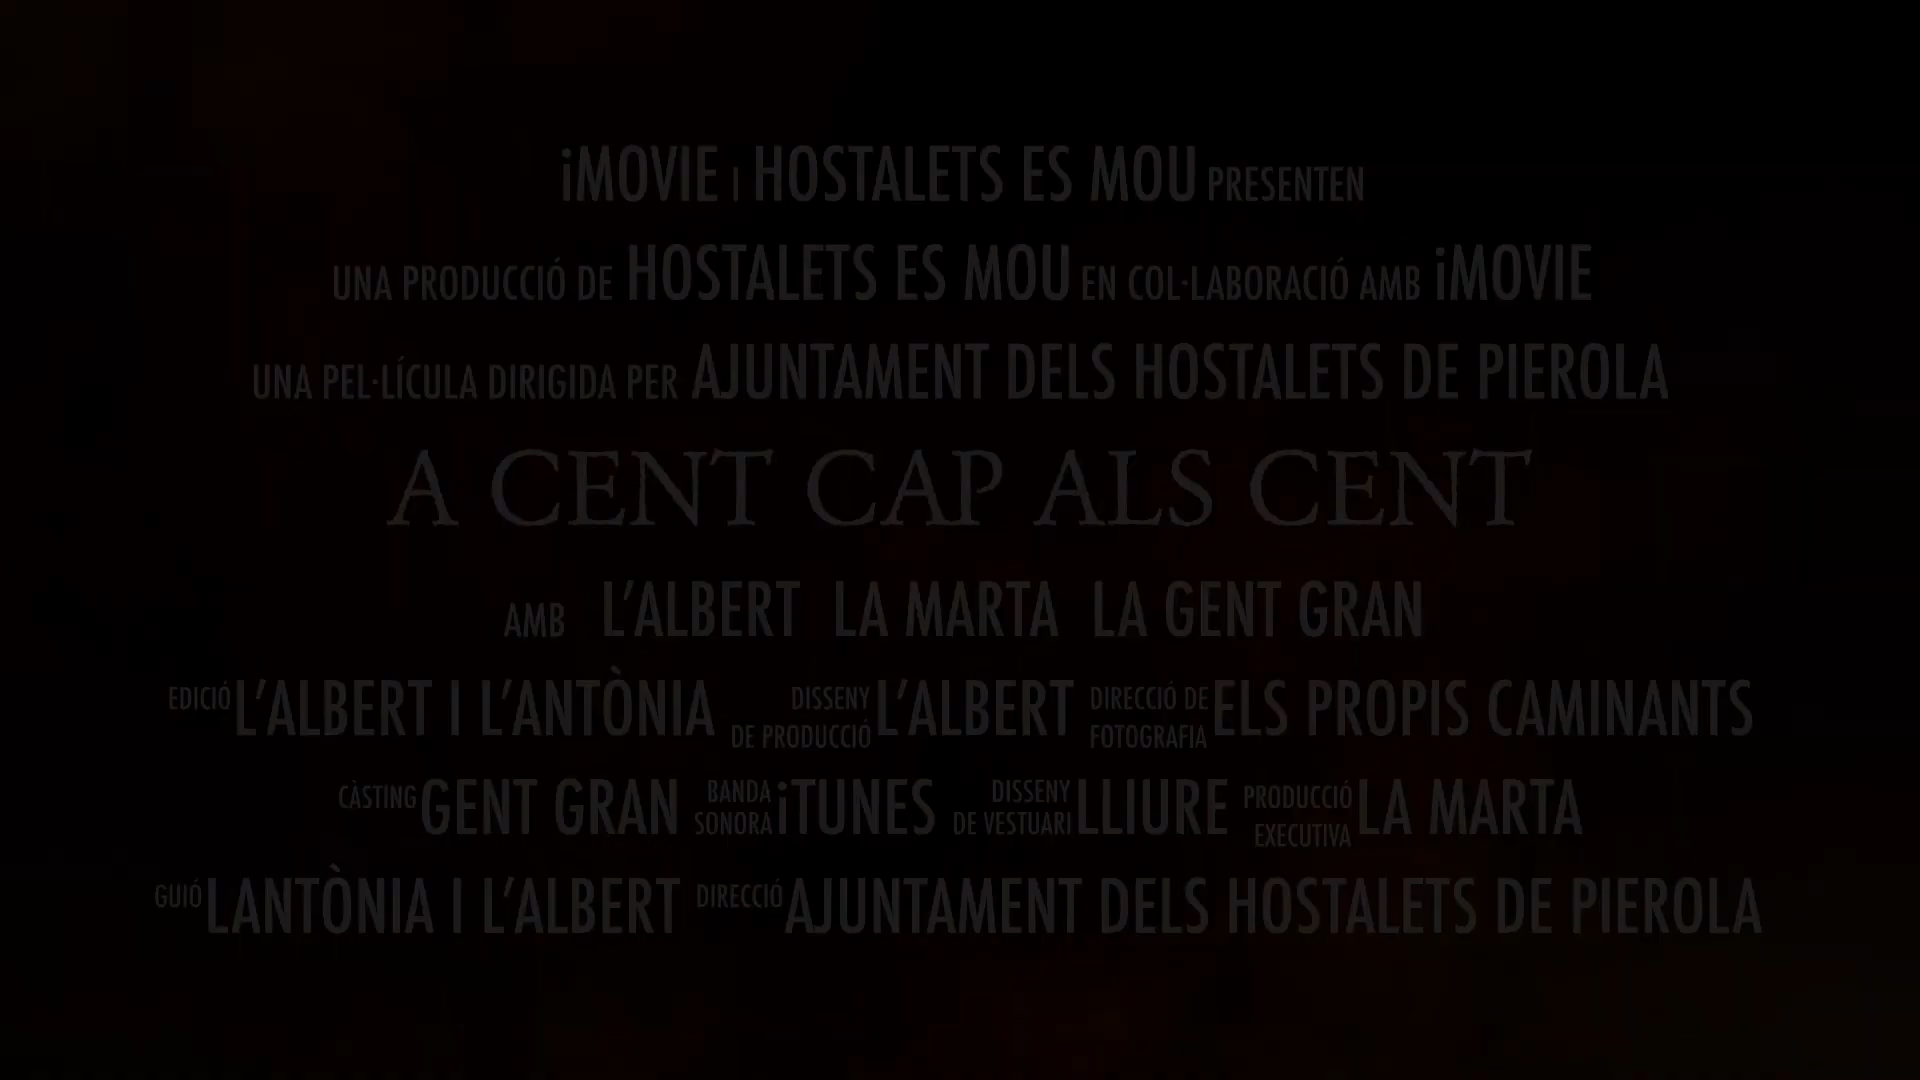 iMOVIE I HOSTALETS ES MOU PRESENTEN
UNA PRODUCCIÓ DE HOSTALETS ES MOU EN COL·LABORACIÓ AMB iMOVIE
UNA PEL·LÍCULA DIRIGIDA PER AJUNTAMENT DELS HOSTALETS DE PIEROLA
A CENT CAP ALS CENT
AMB L'ALBERT LA MARTA LA GENT GRAN
EDICIÓ L'ALBERT I L'ANTÒNIA DISSENY DE PRODUCCIÓ L'ALBERT DIRECCIÓ DE FOTOGRAFIA ELS PROPIS CAMINANTS
CÀSTING GENT GRAN BANDA SONORA iTUNES DISSENY DE VESTUARI LLIURE PRODUCCIÓ EXECUTIVA LA MARTA
GUIÓ LANTÒNIA I L'ALBERT DIRECCIÓ AJUNTAMENT DELS HOSTALETS DE PIEROLA